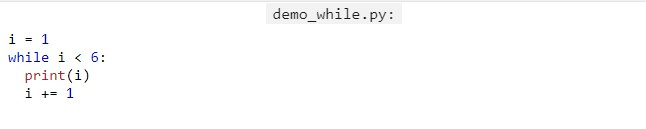 demo_while.py:
i = 1
while i < 6:
  print(i)
  i += 1